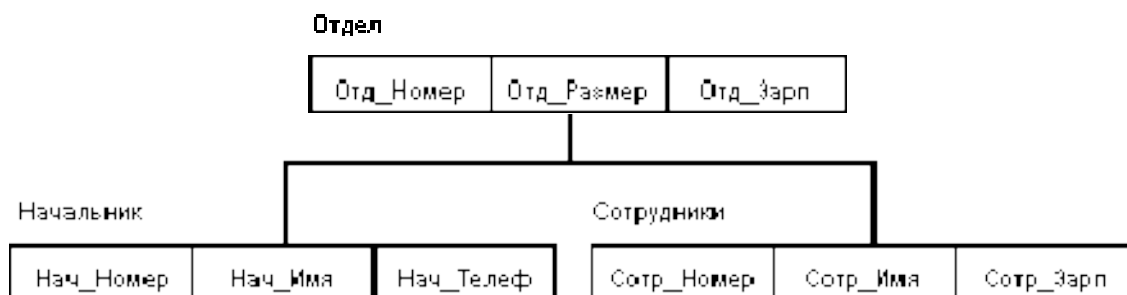 Отдел
Отд_Номер Отд_Размер Отд_Зарп
Начальник Сотрудники
Нач_Номер Нач_Имя Нач_Телеф Сотр_Номер Сотр_Имя Сотр_Зарп